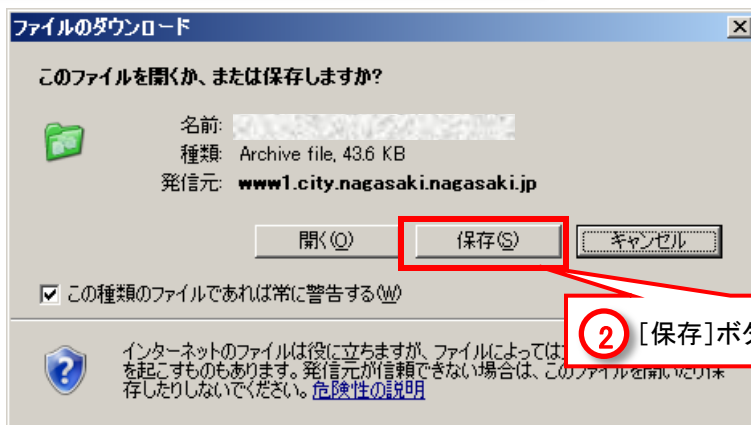 ファイルのダウンロード
このファイルを開くか、または保存しますか?
名前:
種類: Archive file, 43.6 KB
発信元: www1.city.nagasaki.nagasaki.jp
開く(O) 保存(S) キャンセル
この種類のファイルであれば常に警告する(W)
② [保存]ボタ
インターネットのファイルは役に立ちますが、ファイルによっては
を起こすものもあります。発信元が信頼できない場合は、このファイルを開いたり保
存したりしないでください。危険性の説明